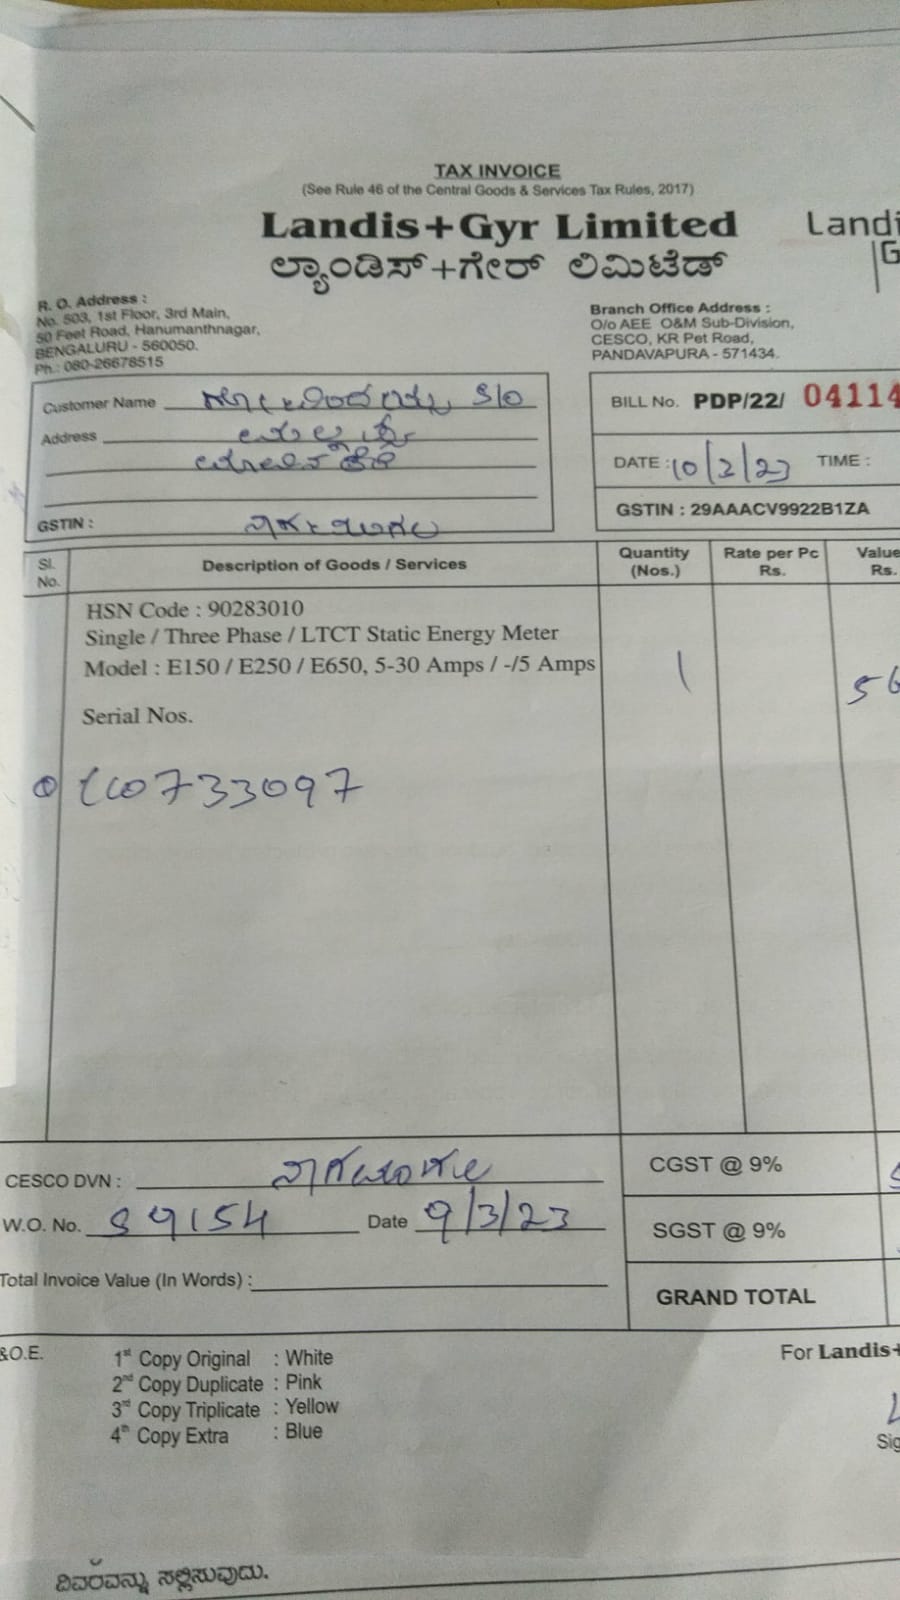 TAX INVOICE
(See Rule 46 of the Central Goods & Services Tax Rules, 2017)
Landis+Gyr Limited
ಲ್ಯಾಂಡಿಸ್+ಗೇರ್ ಲಿಮಿಟೆಡ್
Landi
G
R. O. Address :
No. 503, 1st Floor, 3rd Main,
50 Feet Road, Hanumanthnagar,
BENGALURU - 560050.
Ph.: 080-26678515
Branch Office Address :
O/o AEE O&M Sub-Division,
CESCO, KR Pet Road,
PANDAVAPURA - 571434.
Customer Name S/O
Address
GSTIN :
BILL No. PDP/22/ 04114
DATE : TIME :
GSTIN : 29AAACV9922B1ZA
Sl. No. Description of Goods / Services Quantity (Nos.) Rate per Pc Rs. Value Rs.
HSN Code : 90283010
Single / Three Phase / LTCT Static Energy Meter
Model : E150 / E250 / E650, 5-30 Amps / -/5 Amps 1
Serial Nos.
CESCO DVN :
W.O. No. Date 9/3/23
Total Invoice Value (In Words) :
CGST @ 9%
SGST @ 9%
GRAND TOTAL
&O.E.
1st Copy Original : White
2nd Copy Duplicate : Pink
3rd Copy Triplicate : Yellow
4th Copy Extra : Blue
For Landis+
Sig
ವಿವರವನ್ನು ಸಲ್ಲಿಸುವುದು.